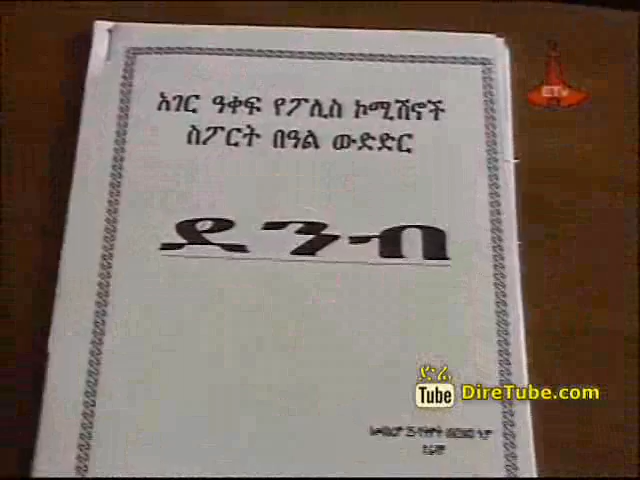 አገር ዓቀፍ የፖሊስ ኮሚሽኖች
ስፖርት በዓል ውድድር
ደንብ
ETV
ድሬ
Tube DireTube.com